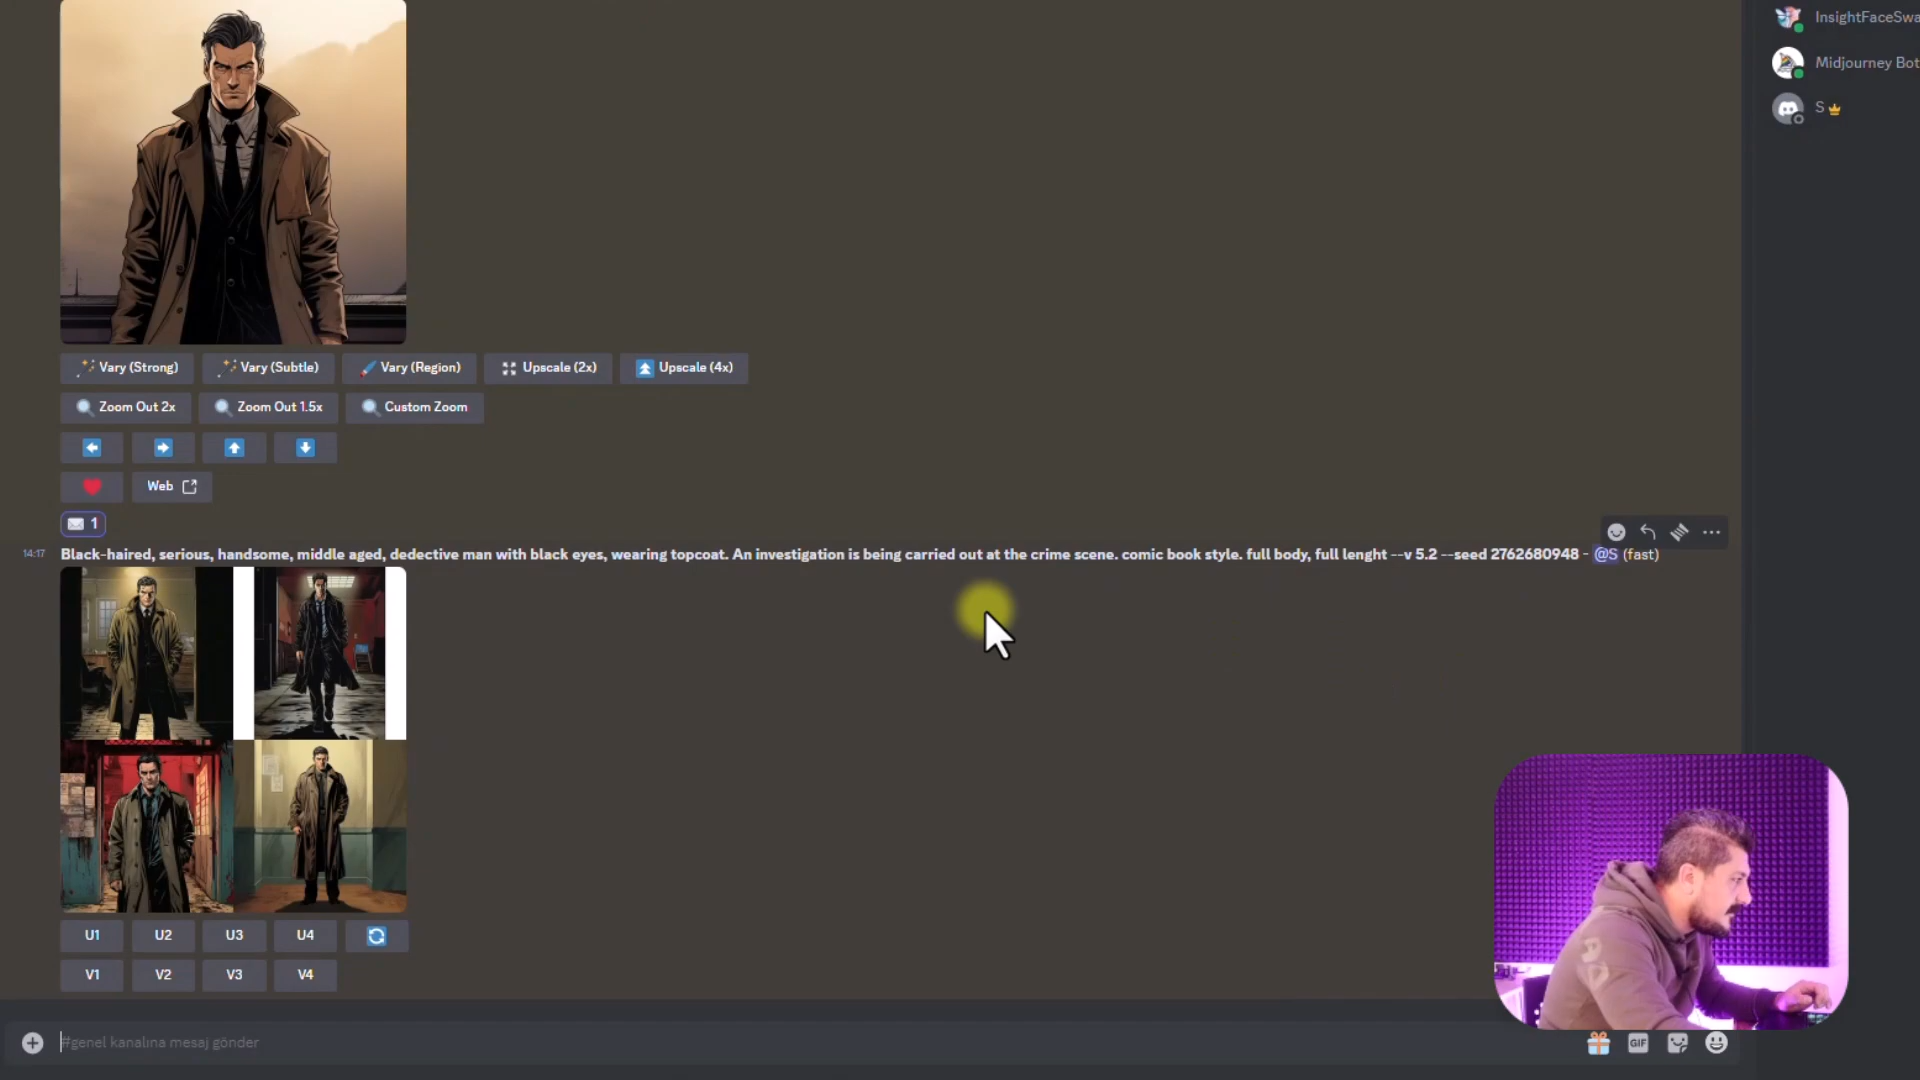 InsightFaceSwa
Midjourney Bot
S
Vary (Strong)
Vary (Subtle)
Vary (Region)
Upscale (2x)
Upscale (4x)
Zoom Out 2x
Zoom Out 1.5x
Custom Zoom
Web
1
14:17 Black-haired, serious, handsome, middle aged, dedective man with black eyes, wearing topcoat. An investigation is being carried out at the crime scene. comic book style. full body, full lenght --v 5.2 --seed 2762680948 - @S (fast)
U1
U2
U3
U4
V1
V2
V3
V4
#genel kanalına mesaj gönder
GIF